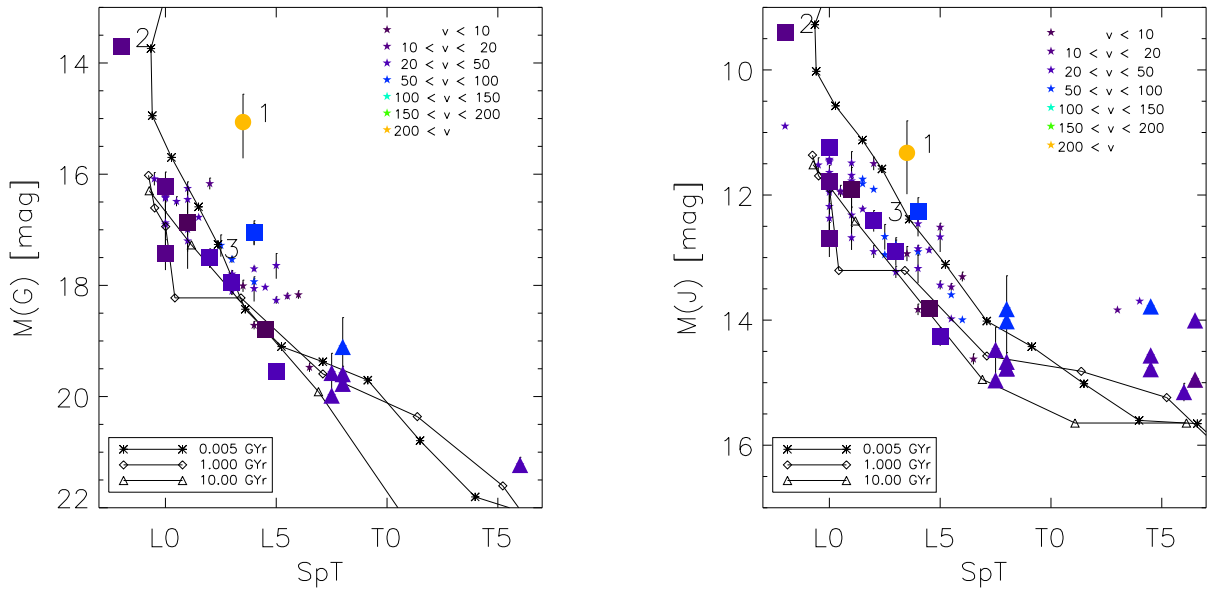 v < 10
10 < v < 20
20 < v < 50
50 < v < 100
100 < v < 150
150 < v < 200
200 < v
2
1
3
14
16
18
20
22
M(G) [mag]
0.005 GYr
1.000 GYr
10.00 GYr
L0
L5
T0
T5
SpT
v < 10
10 < v < 20
20 < v < 50
50 < v < 100
100 < v < 150
150 < v < 200
200 < v
2
1
3
10
12
14
16
M(J) [mag]
0.005 GYr
1.000 GYr
10.00 GYr
L0
L5
T0
T5
SpT